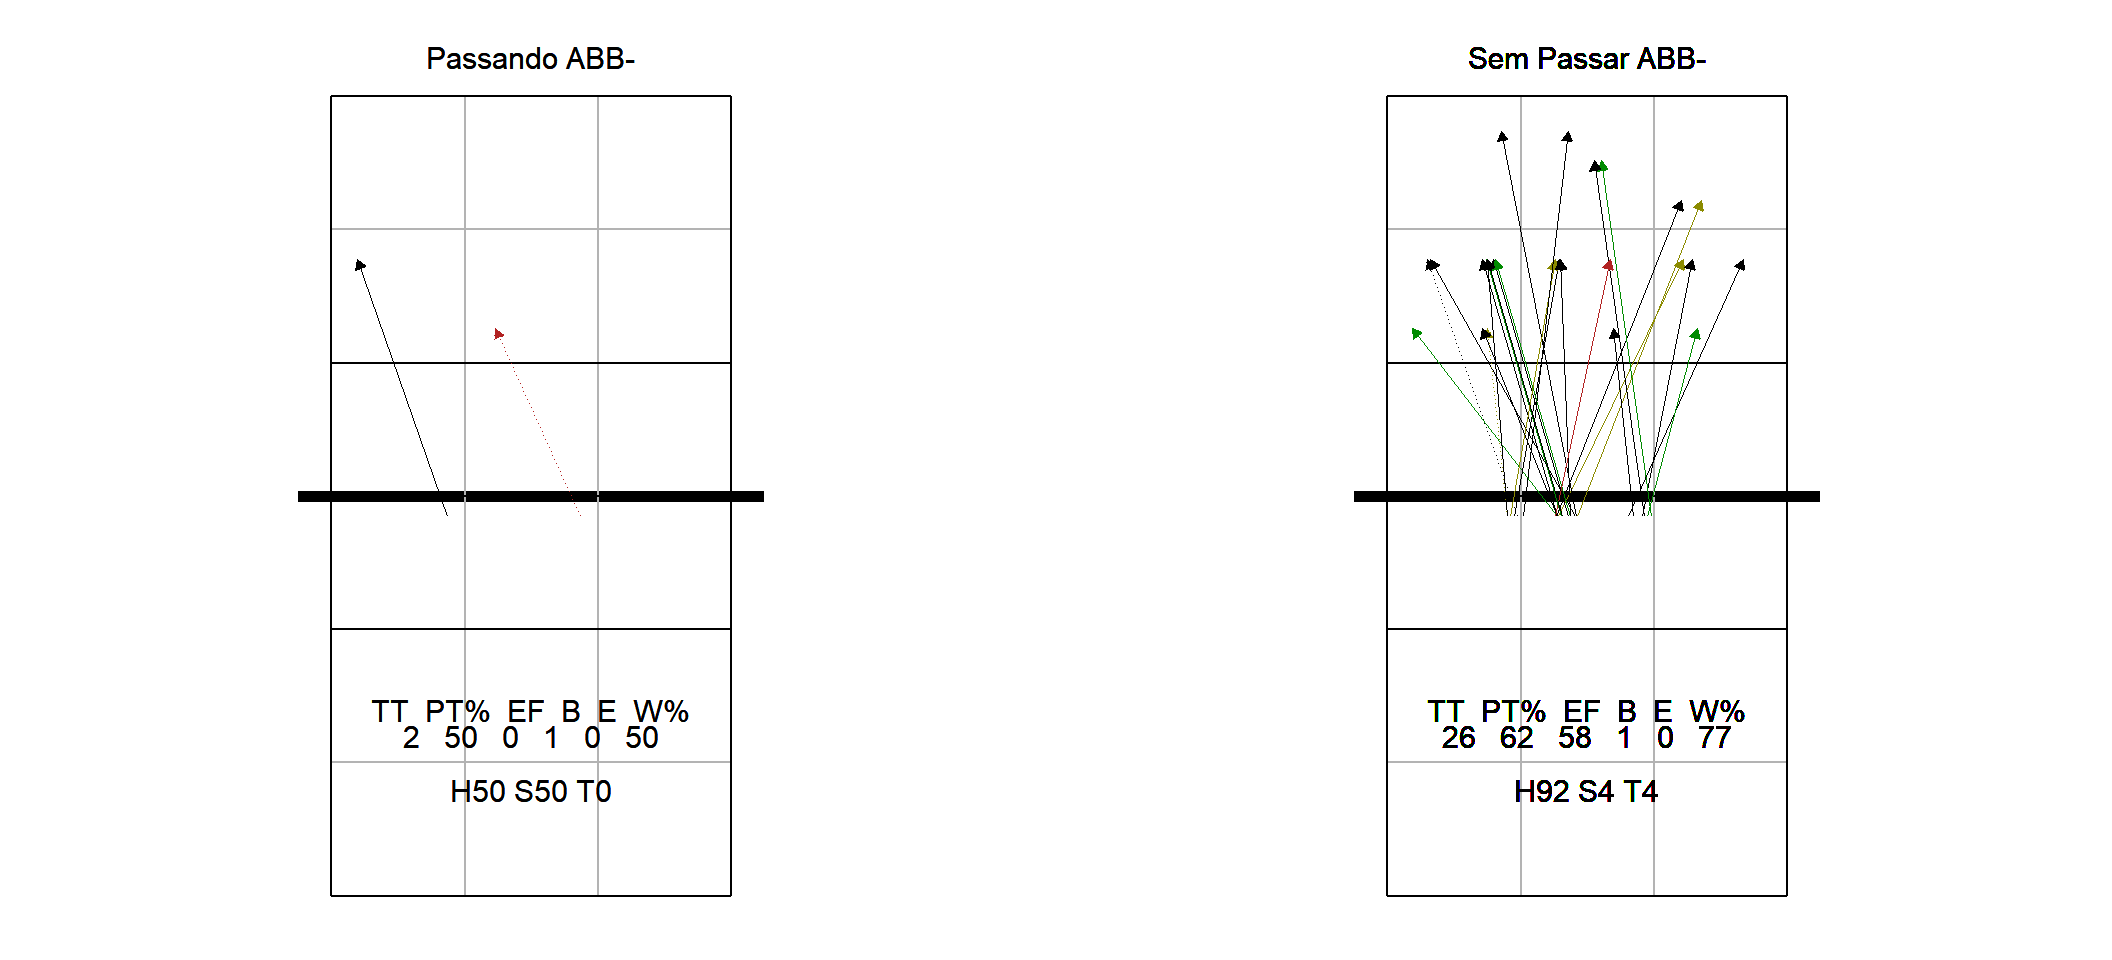 Passando ABB-
TT PT% EF B E W%
2 50 0 1 0 50
H50 S50 T0
Sem Passar ABB-
TT PT% EF B E W%
26 62 58 1 0 77
H92 S4 T4